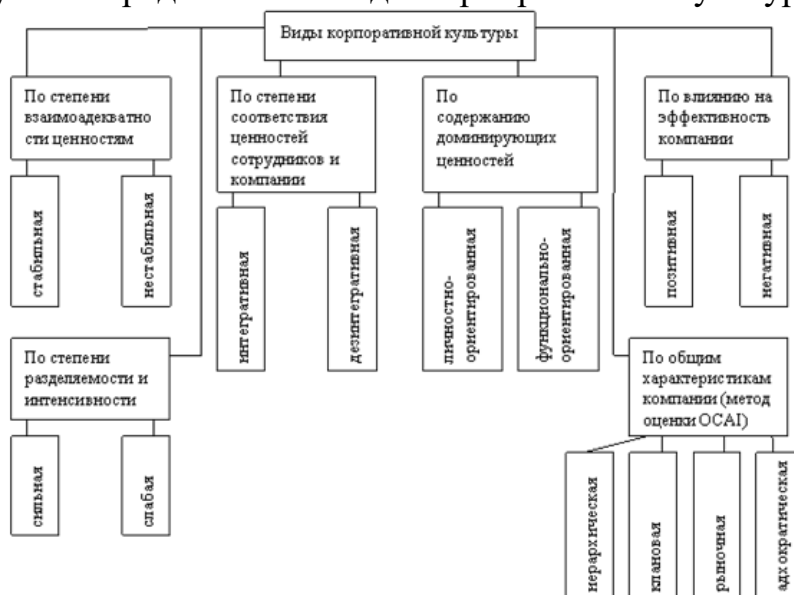 Виды корпоративной культуры
По степени
взаимоадекватно
сти ценностям
стабильная
нестабильная
По степени
соответствия
ценностей
сотрудников и
компании
интегративная
дезинтегративная
По
содержанию
доминирующих
ценностей
личностно-
ориентированная
функционально-
ориентированная
По влиянию на
эффективность
компании
позитивная
негативная
По степени
разделяемости и
интенсивности
сильная
слабая
По общим
характеристикам
компании (метод
оценки OCAI)
иерархическая
клановая
рыночная
адхократическая